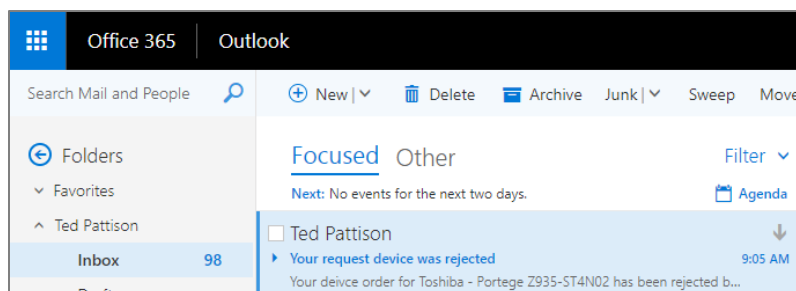 Office 365 Outlook
Search Mail and People New Delete Archive Junk Sweep Move
Folders
Focused Other Filter
Favorites
Next: No events for the next two days. Agenda
Ted Pattison
Ted Pattison
Inbox 98
Your request device was rejected 9:05 AM
Your deivce order for Toshiba - Portege Z935-ST4N02 has been rejected b...